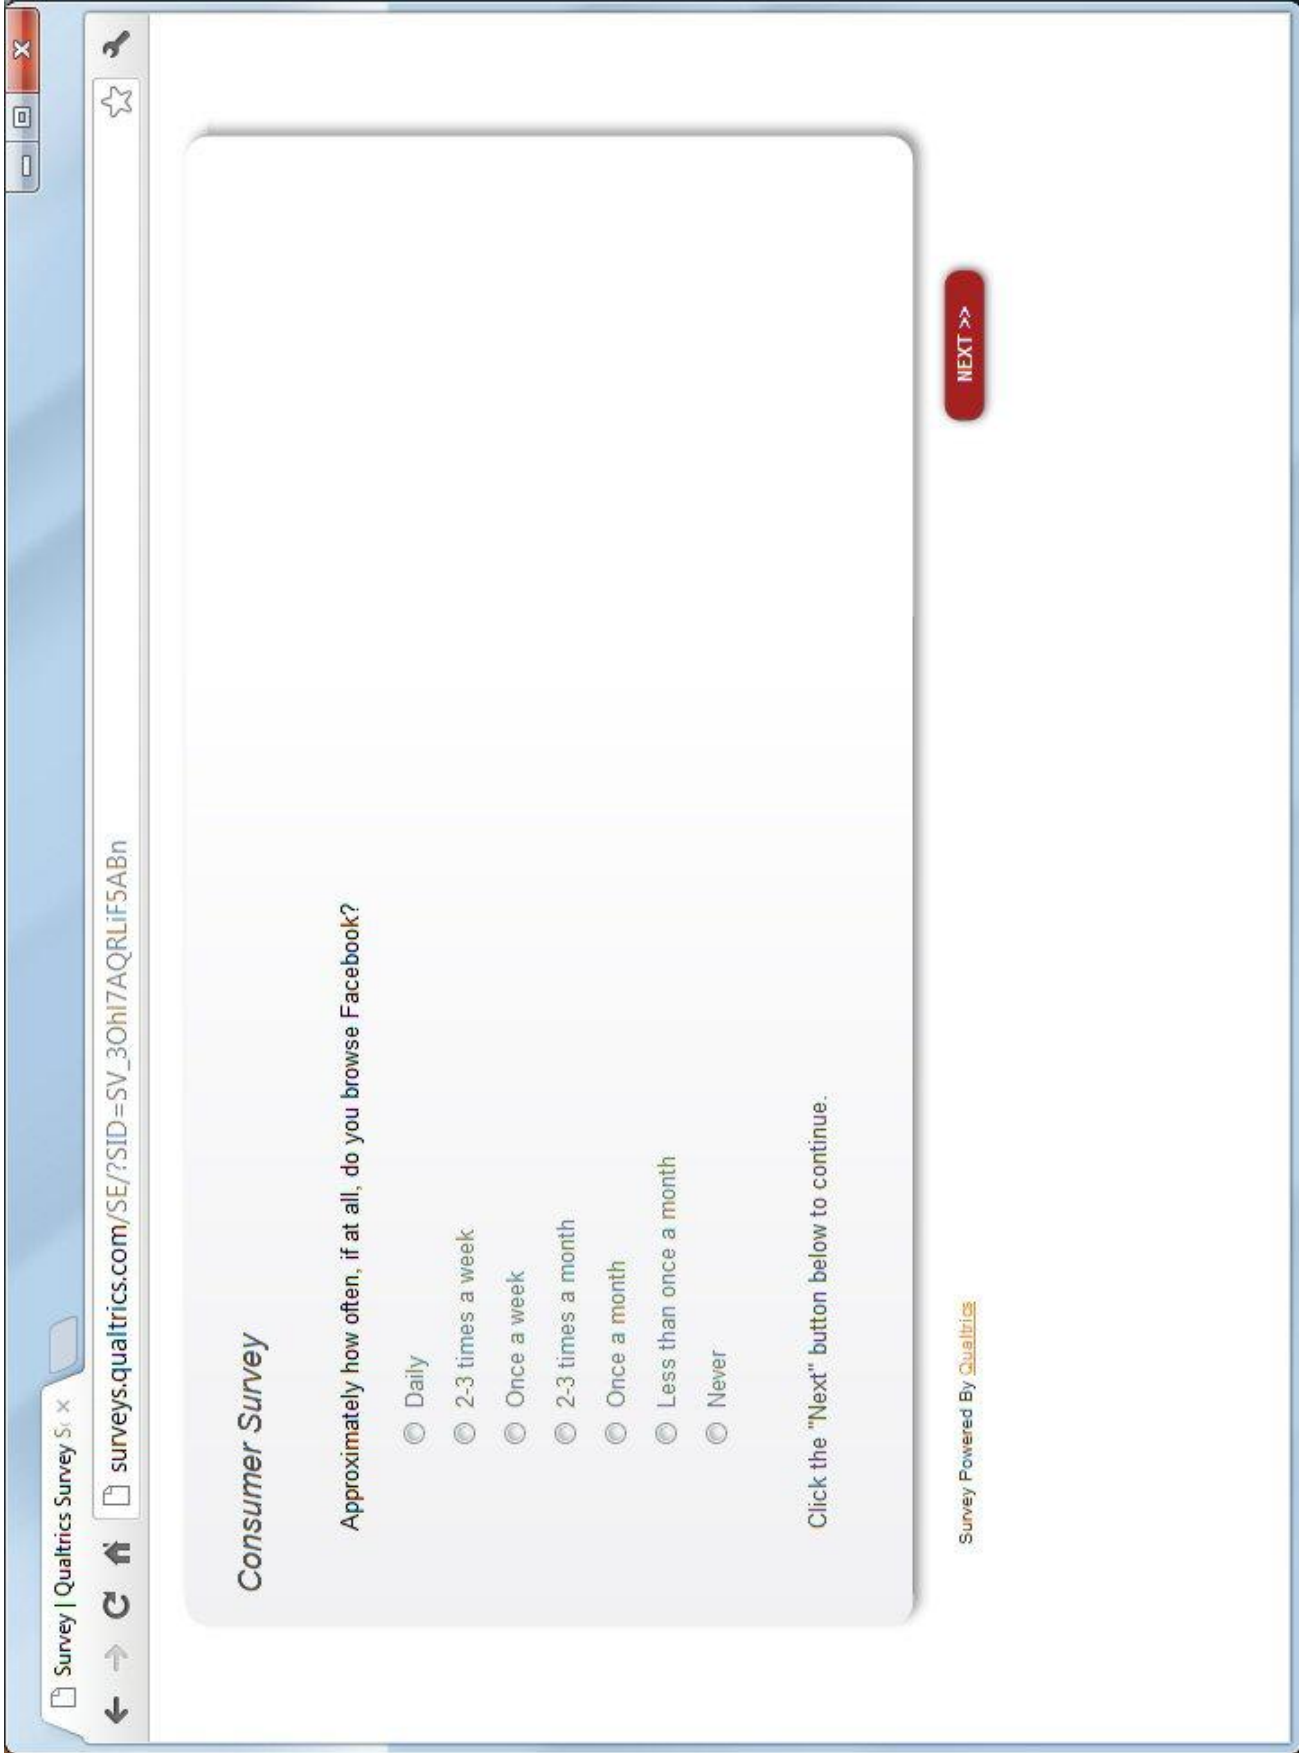 Survey | Qualtrics Survey S
surveys.qualtrics.com/SE/?SID=SV_3OhI7AQRLiF5ABn
Consumer Survey
Approximately how often, if at all, do you browse Facebook?
Daily
2-3 times a week
Once a week
2-3 times a month
Once a month
Less than once a month
Never
Click the "Next" button below to continue.
NEXT >>
Survey Powered By Qualtrics